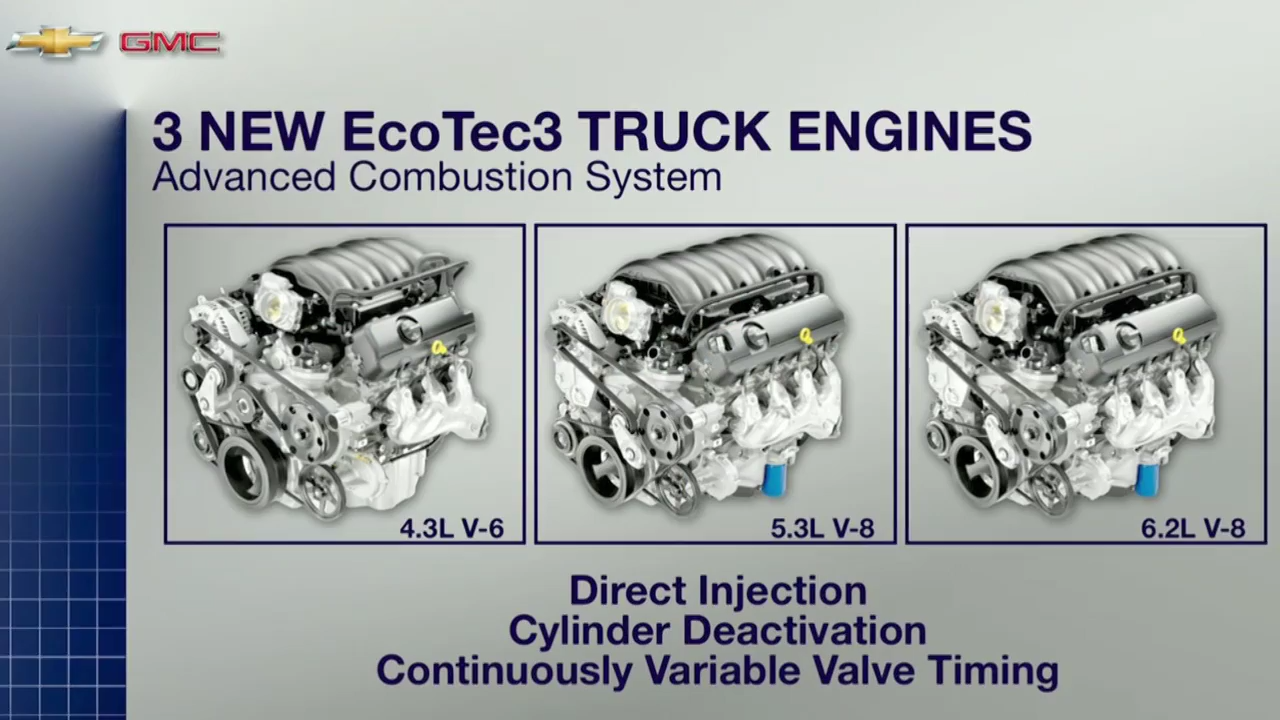 GMC
3 NEW EcoTec3 TRUCK ENGINES
Advanced Combustion System
4.3L V-6
5.3L V-8
6.2L V-8
Direct Injection
Cylinder Deactivation
Continuously Variable Valve Timing